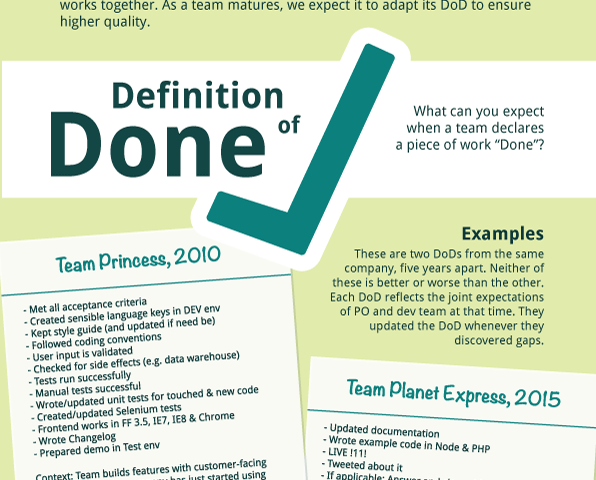 works together. As a team matures, we expect it to adapt its DoD to ensure
higher quality.
Definition
of
Done
What can you expect
when a team declares
a piece of work “Done”?
Examples
These are two DoDs from the same
company, five years apart. Neither of
these is better or worse than the other.
Each DoD reflects the joint expectations
of PO and dev team at that time. They
updated the DoD whenever they
discovered gaps.
Team Princess, 2010
- Met all acceptance criteria
- Created sensible language keys in DEV env
- Kept style guide (and updated if need be)
- Followed coding conventions
- User input is validated
- Checked for side effects (e.g. data warehouse)
- Tests run successfully
- Manual tests successful
- Wrote/updated unit tests for touched & new code
- Created/updated Selenium tests
- Frontend works in FF 3.5, IE7, IE8 & Chrome
- Wrote Changelog
- Prepared demo in Test env
Context: Team builds features with customer-facing
has just started using
Team Planet Express, 2015
- Updated documentation
- Wrote example code in Node & PHP
- LIVE !11!
- Tweeted about it
- If applicable: